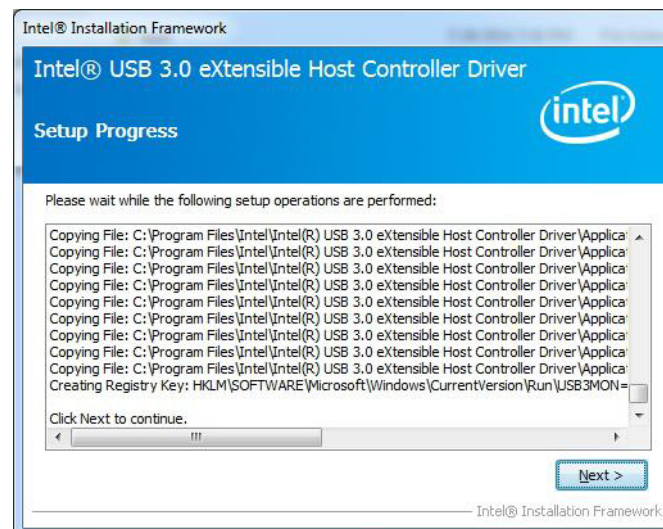 Intel® Installation Framework
Intel® USB 3.0 eXtensible Host Controller Driver
intel
Setup Progress
Please wait while the following setup operations are performed:
Copying File: C:\Program Files\Intel\Intel(R) USB 3.0 eXtensible Host Controller Driver\Applica
Copying File: C:\Program Files\Intel\Intel(R) USB 3.0 eXtensible Host Controller Driver\Applica
Copying File: C:\Program Files\Intel\Intel(R) USB 3.0 eXtensible Host Controller Driver\Applica
Copying File: C:\Program Files\Intel\Intel(R) USB 3.0 eXtensible Host Controller Driver\Applica
Copying File: C:\Program Files\Intel\Intel(R) USB 3.0 eXtensible Host Controller Driver\Applica
Copying File: C:\Program Files\Intel\Intel(R) USB 3.0 eXtensible Host Controller Driver\Applica
Copying File: C:\Program Files\Intel\Intel(R) USB 3.0 eXtensible Host Controller Driver\Applica
Copying File: C:\Program Files\Intel\Intel(R) USB 3.0 eXtensible Host Controller Driver\Applica
Copying File: C:\Program Files\Intel\Intel(R) USB 3.0 eXtensible Host Controller Driver\Applica
Creating Registry Key: HKLM\SOFTWARE\Microsoft\Windows\CurrentVersion\Run\USB3MON=
Click Next to continue.
Next >
Intel® Installation Framework